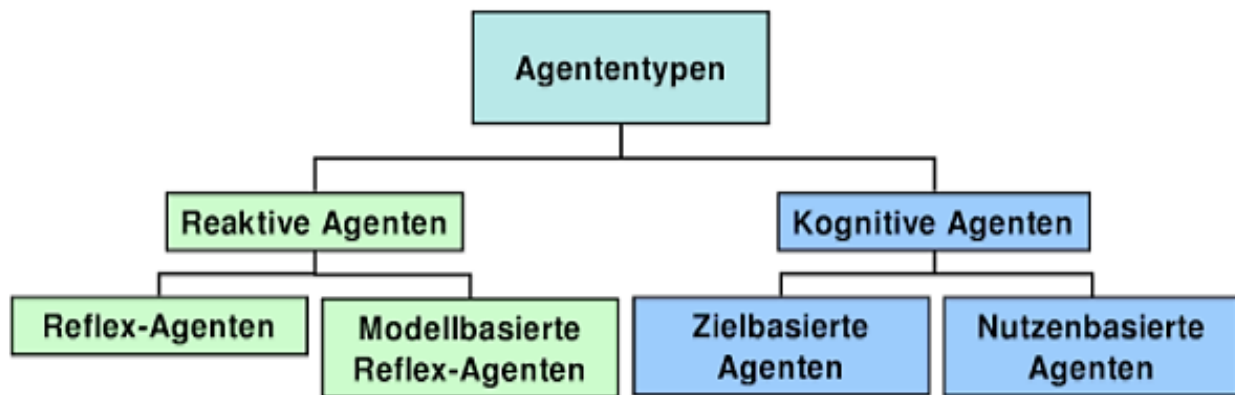 Agententypen
Reaktive Agenten
Kognitive Agenten
Reflex-Agenten
Modellbasierte
Reflex-Agenten
Zielbasierte
Agenten
Nutzenbasierte
Agenten